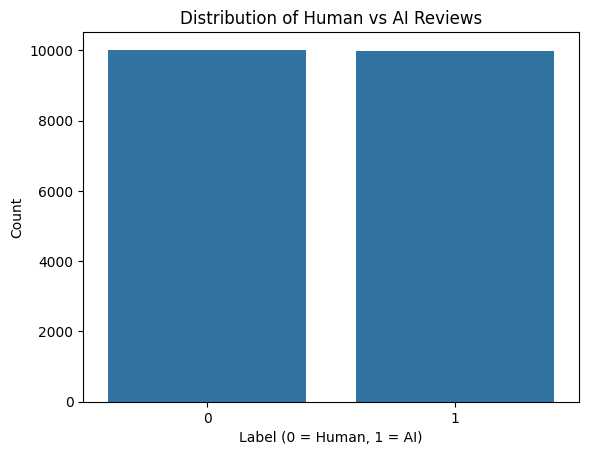 Distribution of Human vs AI Reviews
10000
8000
6000
4000
2000
0
Count
0 1
Label (0 = Human, 1 = AI)